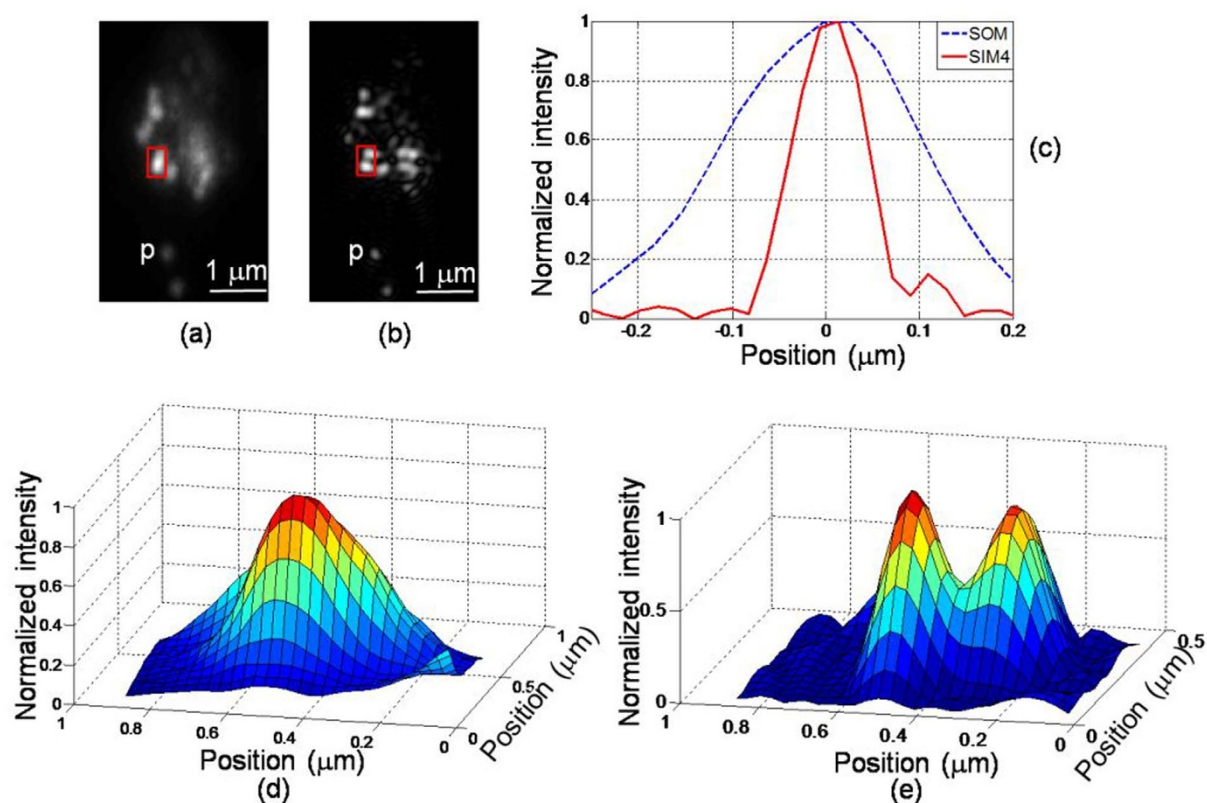 p
1 μm
(a)
p
1 μm
(b)
1
0.8
0.6
0.4
0.2
0
Normalized intensity
-0.2
-0.1
0
0.1
0.2
Position (μm)
SOM
SIM4
(c)
1
0.8
0.6
0.4
0.2
0
Normalized intensity
1
0.8
0.6
0.4
0.2
0
Position (μm)
0
0.5
1
Position (μm)
(d)
1
0.5
0
Normalized intensity
1
0.8
0.6
0.4
0.2
0
Position (μm)
0
0.5
Position (μm)
(e)